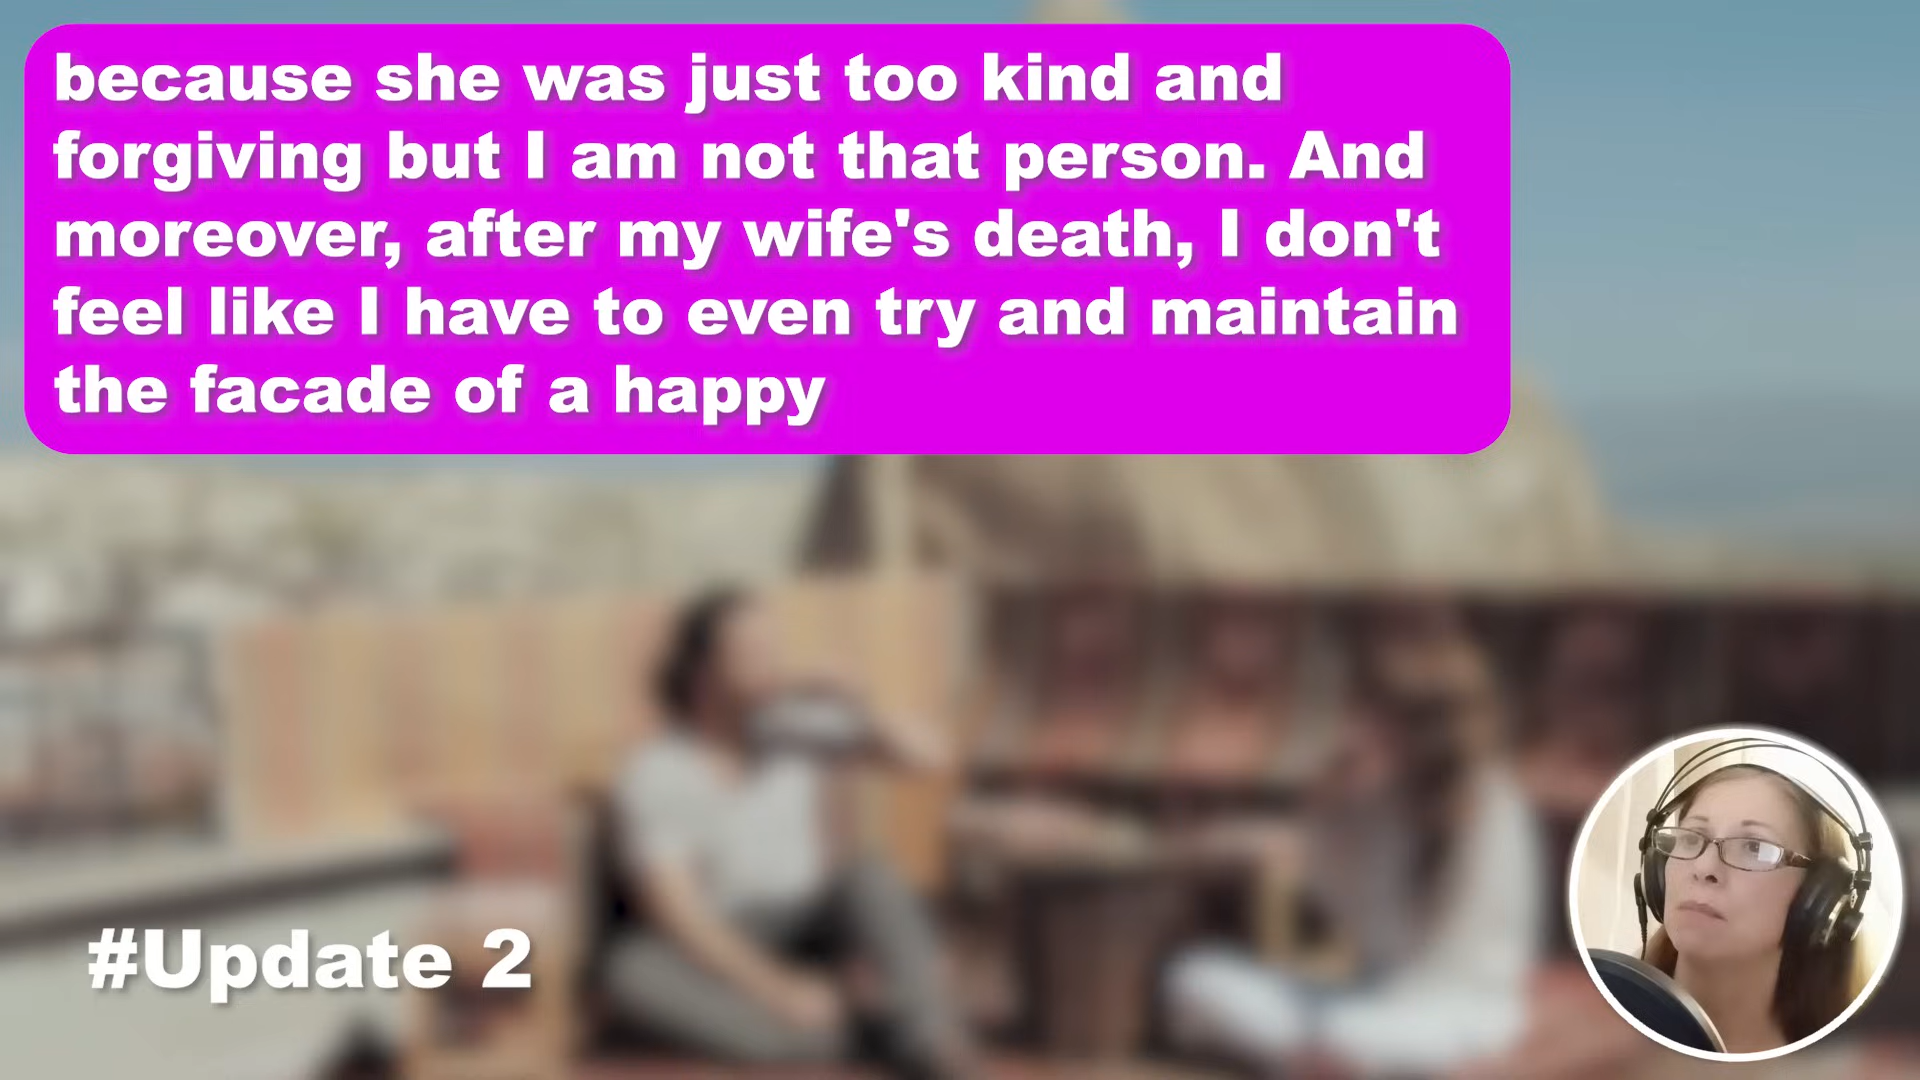 because she was just too kind and
forgiving but I am not that person. And
moreover, after my wife's death, I don't
feel like I have to even try and maintain
the facade of a happy
#Update 2